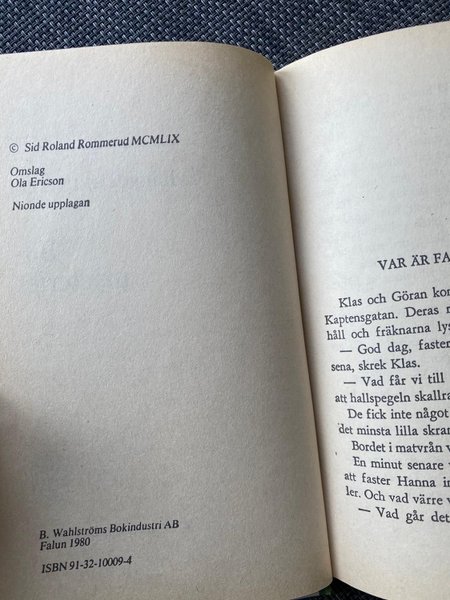 © Sid Roland Rommerud MCMLIX
Omslag
Ola Ericson
Nionde upplagan
B. Wahlströms Bokindustri AB
Falun 1980
ISBN 91-32-10009-4
VAR ÄR FA
Klas och Göran kom
Kaptensgatan. Deras
håll och fräknarna lys
— God dag, faster
sena, skrek Klas.
— Vad får vi till
att hallspegeln skallra
De fick inte något
det minsta lilla skran
Bordet i matvrån
En minut senare
att faster Hanna in
ler. Och vad värre
— Vad går det